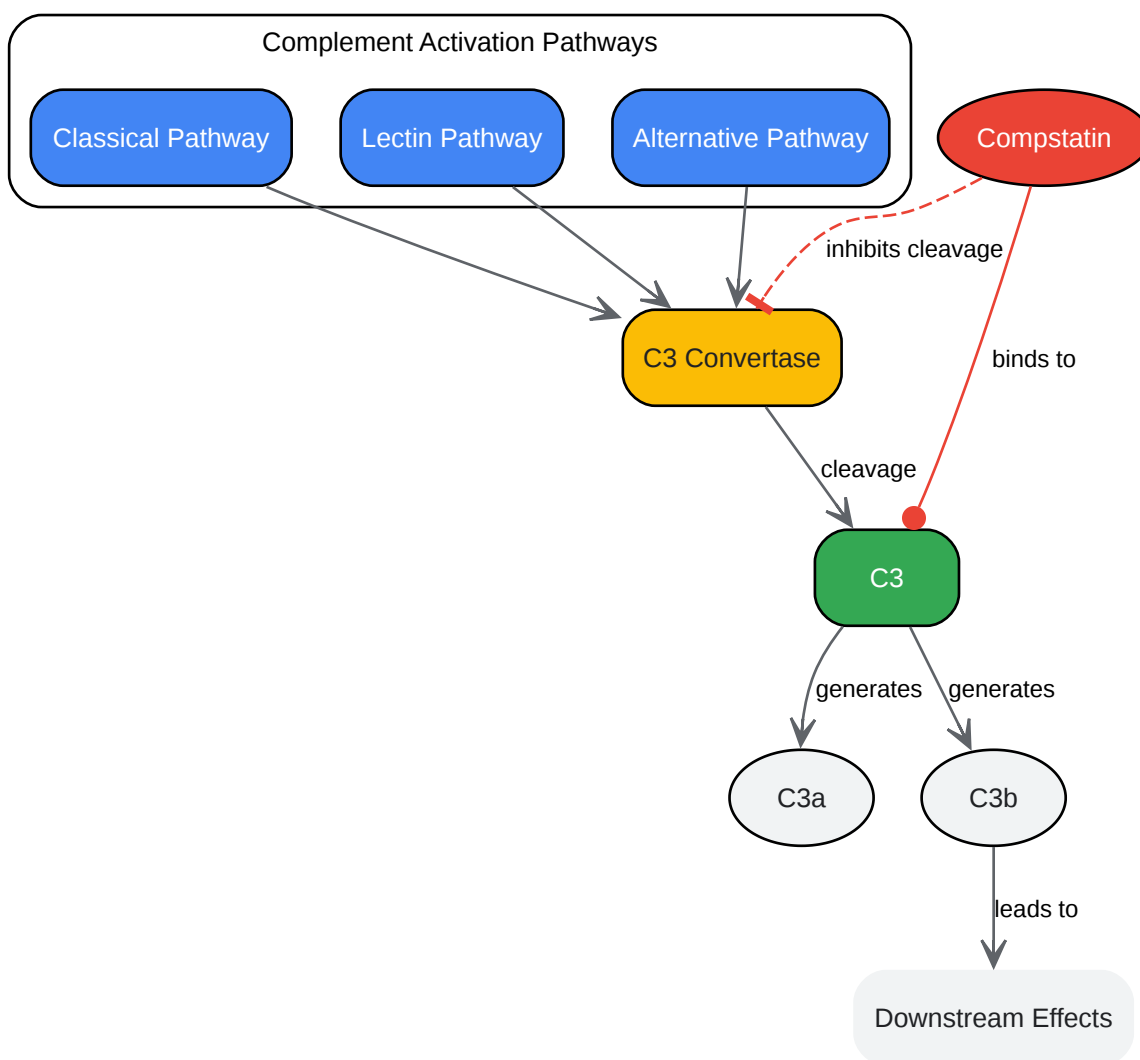 Complement Activation Pathways
Classical Pathway
Lectin Pathway
Alternative Pathway
Compstatin
inhibits cleavage
C3 Convertase
binds to
cleavage
C3
generates
generates
C3a
C3b
leads to
Downstream Effects